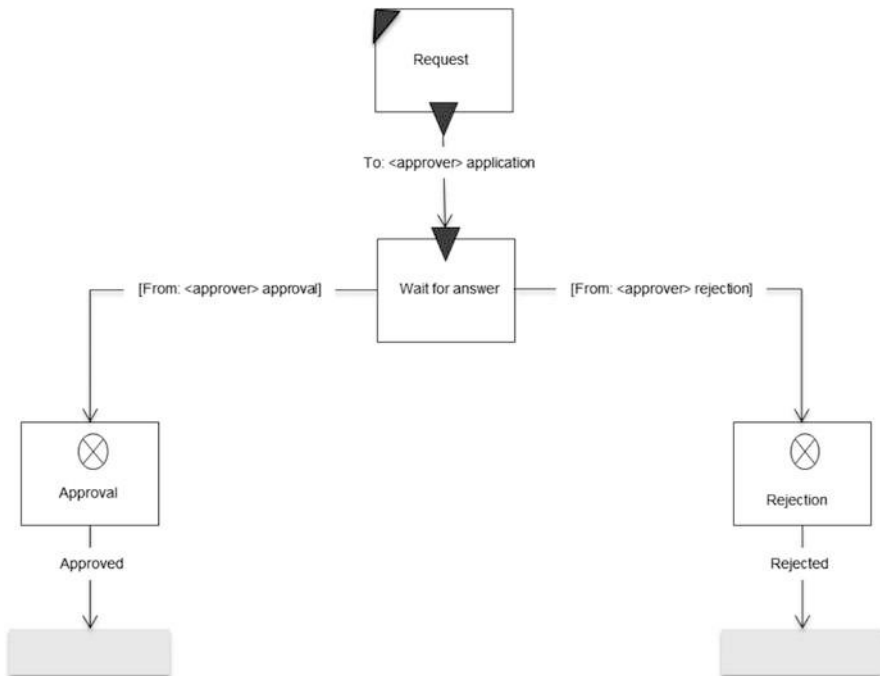 Request
To: <approver> application
[From: <approver> approval]
Wait for answer
[From: <approver> rejection]
Approval
Rejection
Approved
Rejected